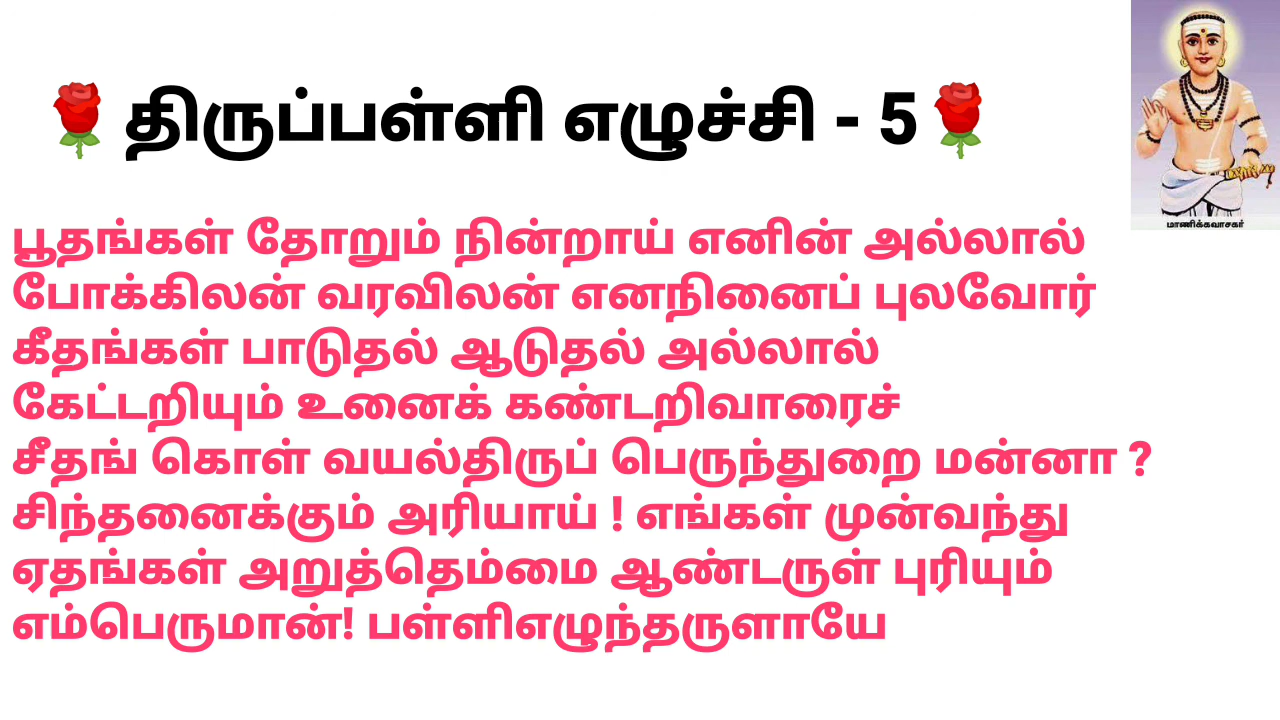 🌹திருப்பள்ளி எழுச்சி - 5🌹
மாணிக்கவாசகர்
பூதங்கள் தோறும் நின்றாய் எனின் அல்லால்
போக்கிலன் வரவிலன் எனநினைப் புலவோர்
கீதங்கள் பாடுதல் ஆடுதல் அல்லால்
கேட்டறியும் உனைக் கண்டறிவாரைச்
சீதங் கொள் வயல்திருப் பெருந்துறை மன்னா ?
சிந்தனைக்கும் அரியாய் ! எங்கள் முன்வந்து
ஏதங்கள் அறுத்தெம்மை ஆண்டருள் புரியும்
எம்பெருமான்! பள்ளிஎழுந்தருளாயே